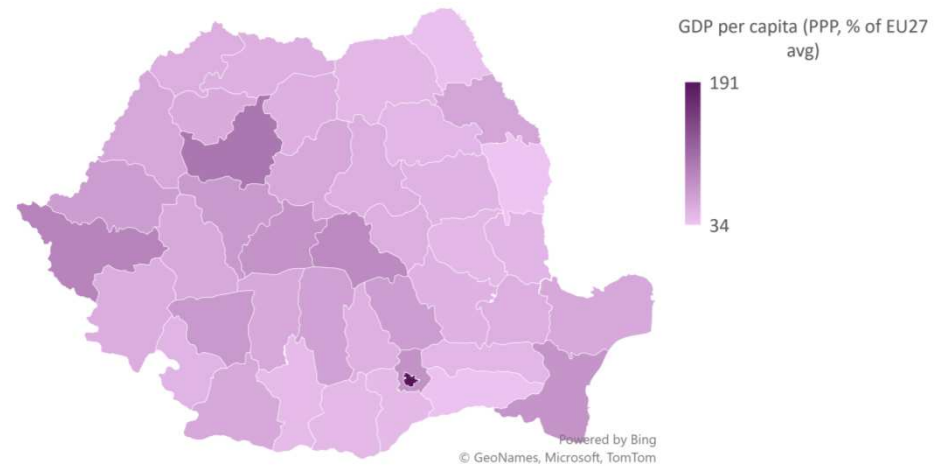 GDP per capita (PPP, % of EU27
avg)
191
34
Powered by Bing
© GeoNames, Microsoft, TomTom